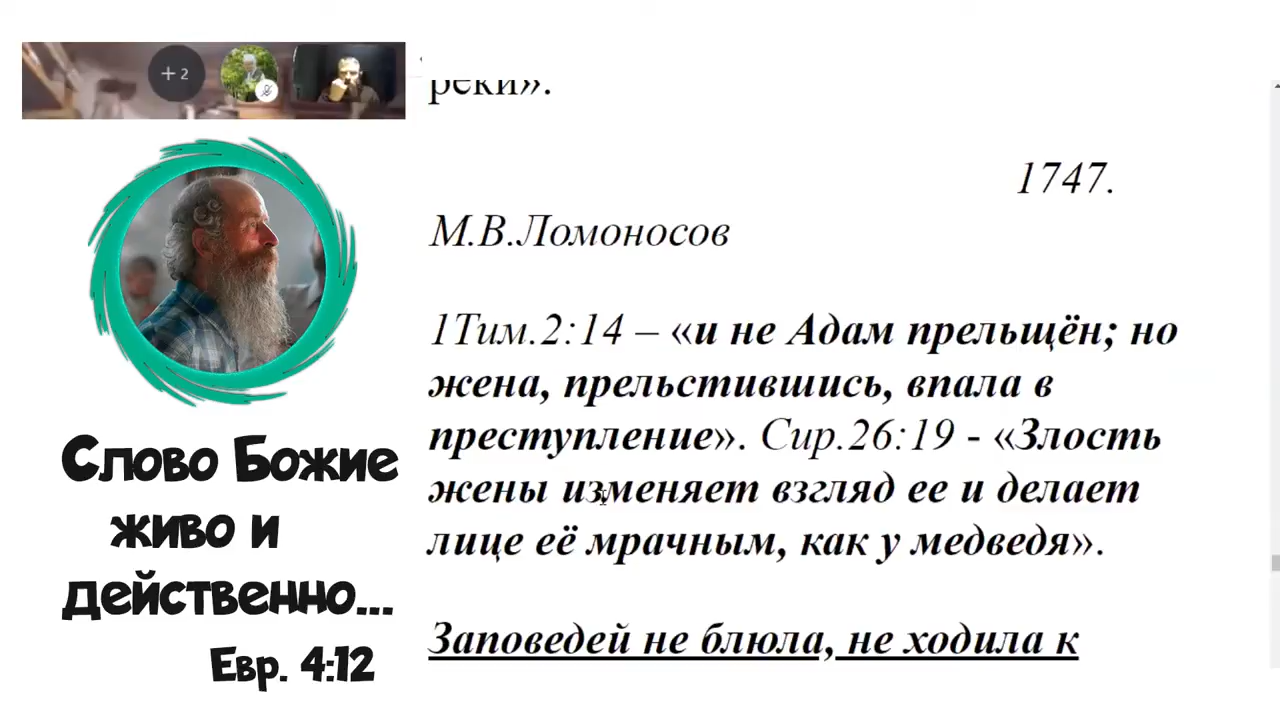 +2
реки».
1747.
М.В.Ломоносов
1Тим.2:14 – «и не Адам прельщён; но
жена, прельстившись, впала в
преступление». Сир.26:19 - «Злость
жены изменяет взгляд ее и делает
лице её мрачным, как у медведя».
Заповедей не блюла, не ходила к
Слово Божие
живо и
действенно...
Евр. 4:12